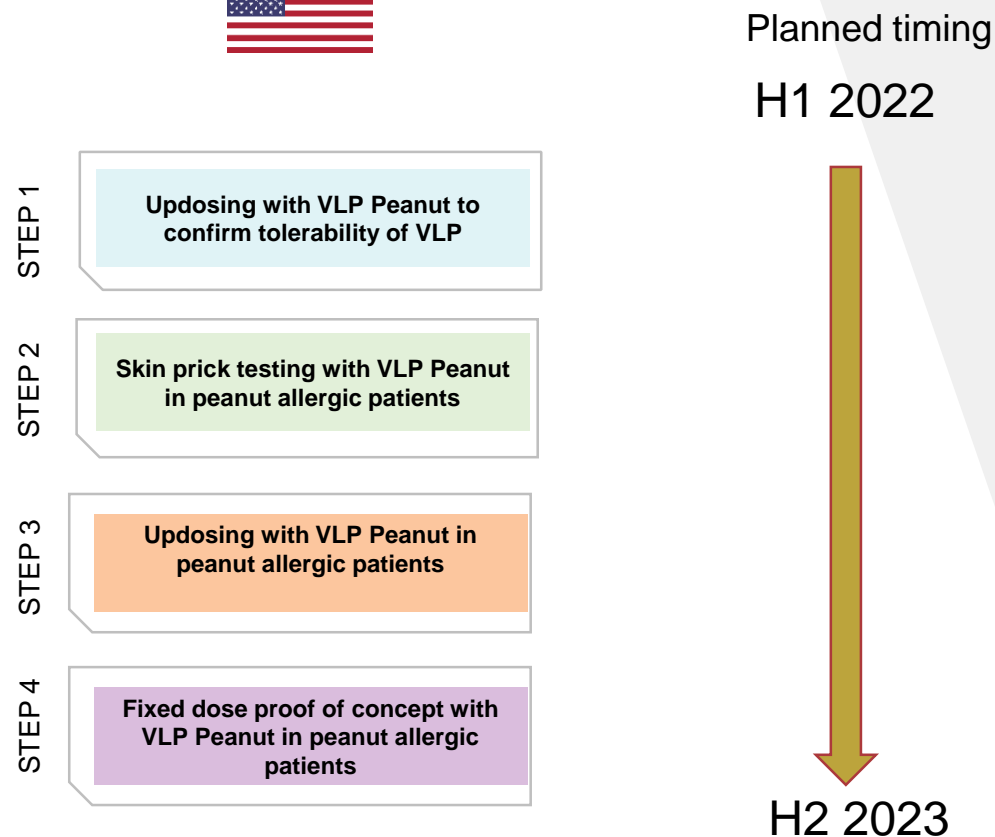 Planned timing
H1 2022
STEP 1
Updosing with VLP Peanut to
confirm tolerability of VLP
STEP 2
Skin prick testing with VLP Peanut
in peanut allergic patients
STEP 3
Updosing with VLP Peanut in
peanut allergic patients
STEP 4
Fixed dose proof of concept with
VLP Peanut in peanut allergic
patients
H2 2023